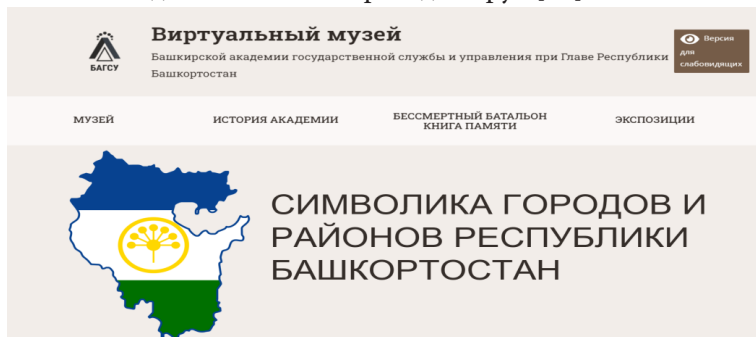 Виртуальный музей
Башкирской академии государственной службы и управления при Главе Республики
Башкортостан
БАГСУ
Версия
для
слабовидящих
МУЗЕЙ
ИСТОРИЯ АКАДЕМИИ
БЕССМЕРТНЫЙ БАТАЛЬОН
КНИГА ПАМЯТИ
ЭКСПОЗИЦИИ
СИМВОЛИКА ГОРОДОВ И
РАЙОНОВ РЕСПУБЛИКИ
БАШКОРТОСТАН